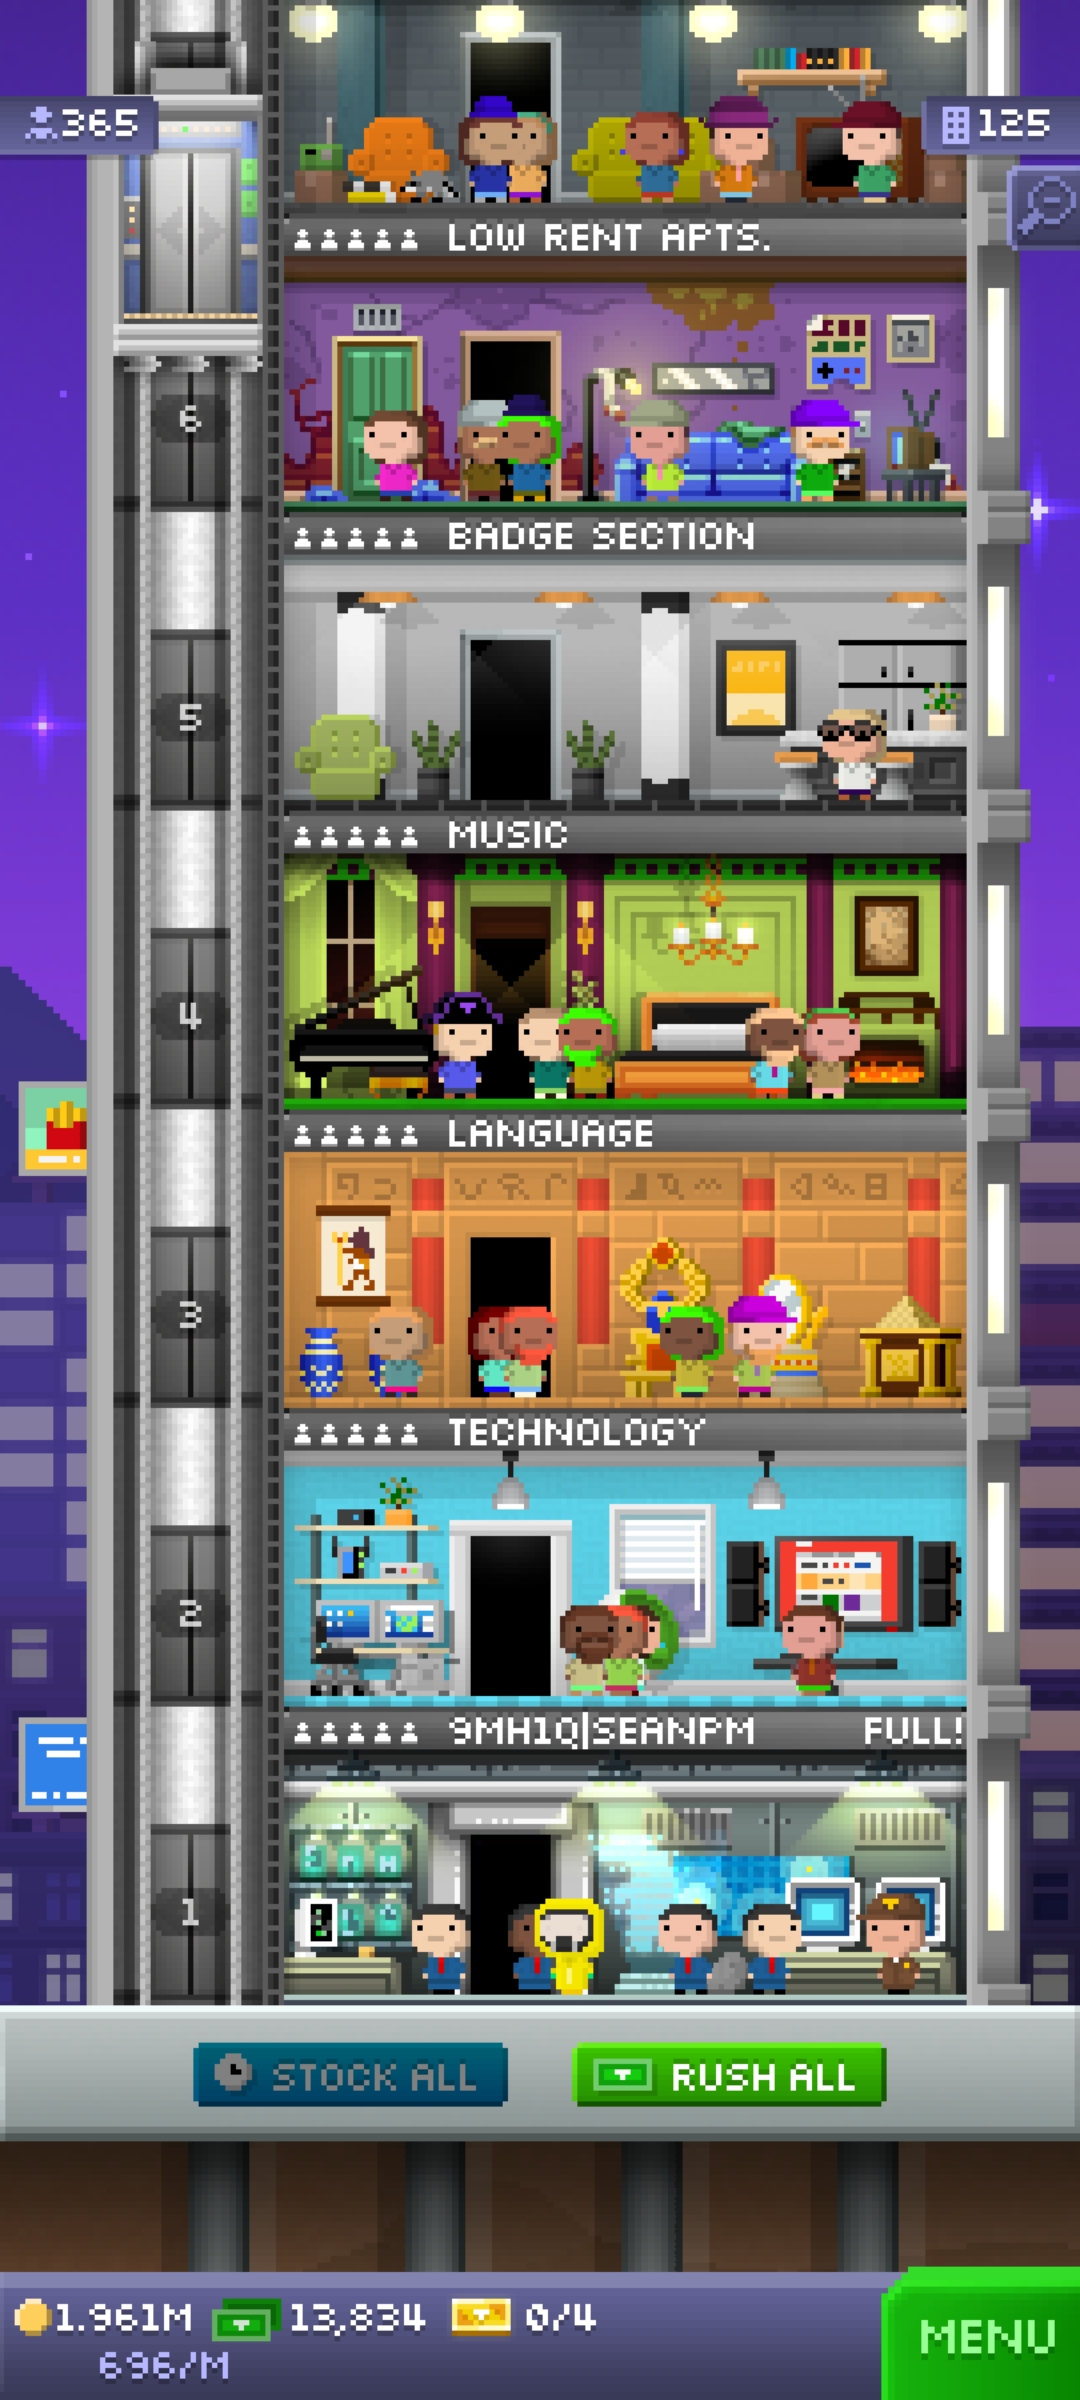 365
125
LOW RENT APTS.
6
BADGE SECTION
5
MUSIC
4
LANGUAGE
3
TECHNOLOGY
2
9MH1Q|SEANPM FULL!
1
STOCK ALL
RUSH ALL
1.961M 13,834 0/4
696/M
MENU